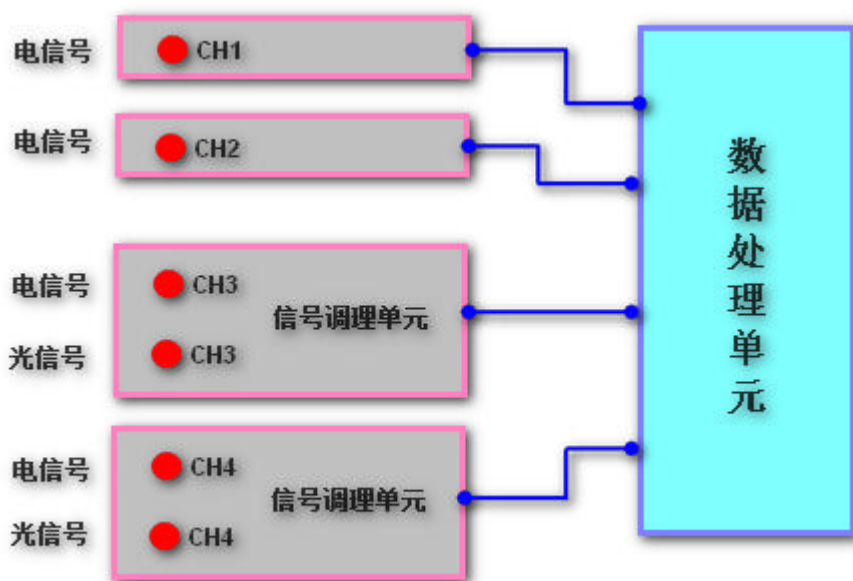 电信号 CH1
电信号 CH2
电信号 CH3
信号调理单元
光信号 CH3
电信号 CH4
信号调理单元
光信号 CH4
数据处理单元